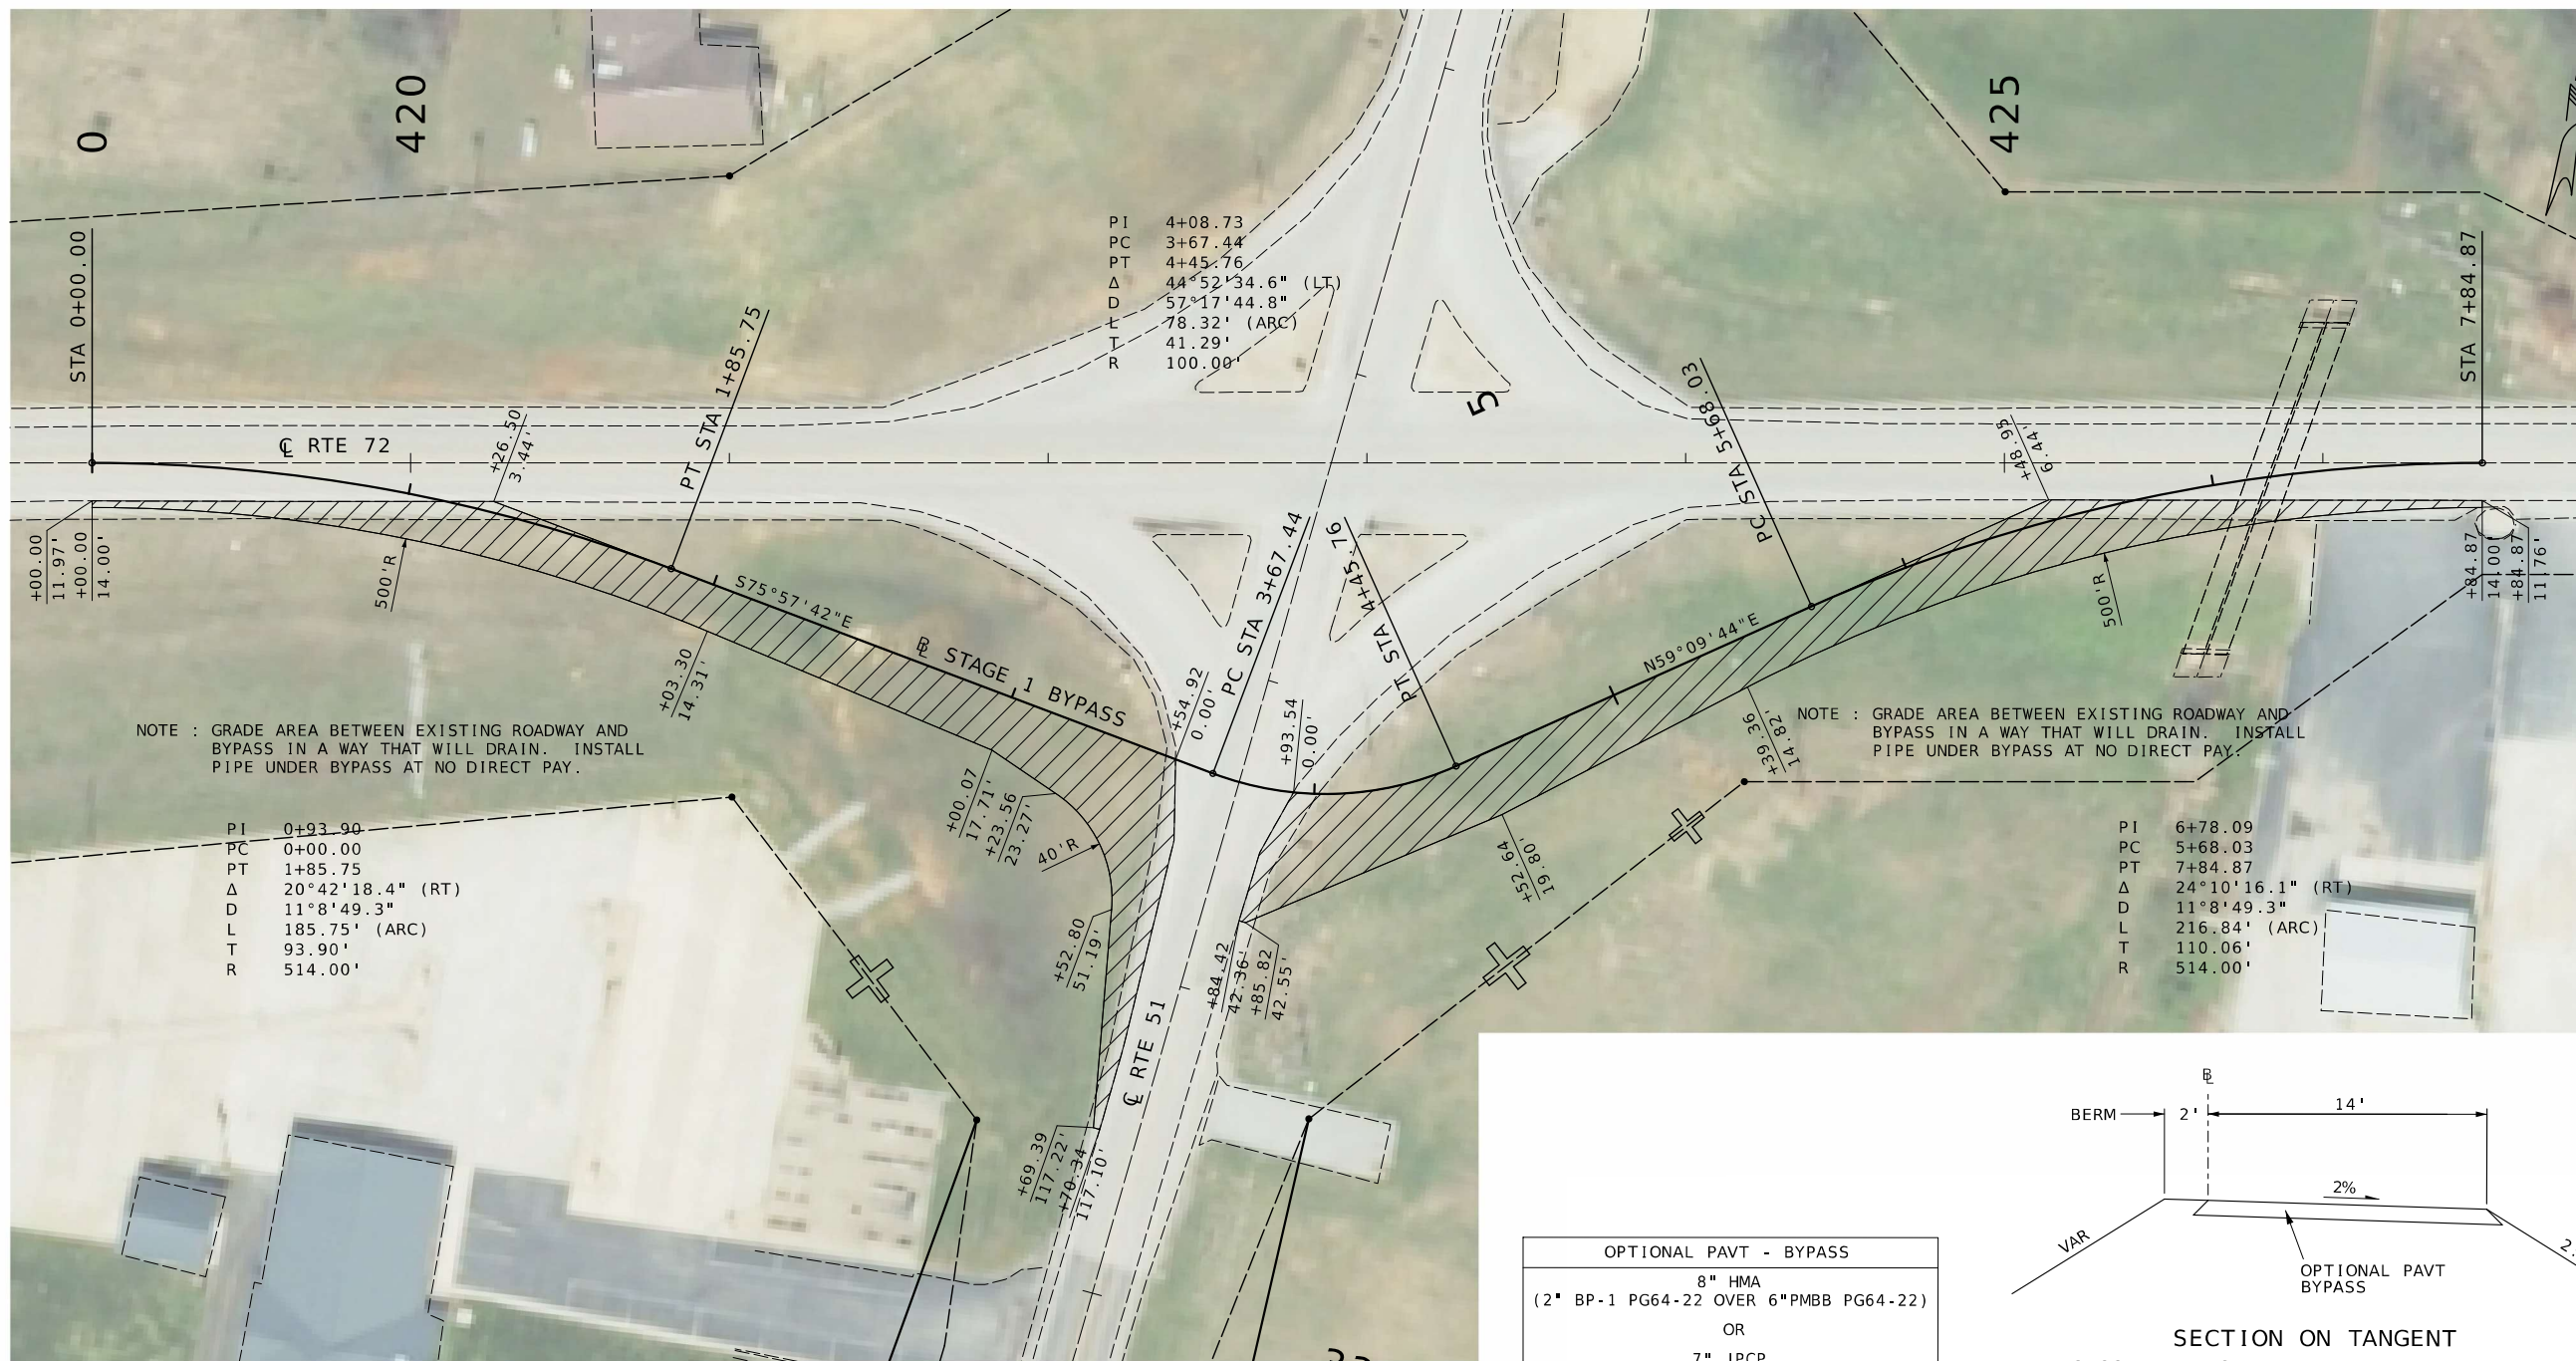 0
420
425
STA 0+00.00
PT STA 1+85.75
PI 4+08.73
PC 3+67.44
PT 4+45.76
Δ 44°52'34.6" (LT)
D 57°17'44.8"
L 78.32' (ARC)
T 41.29'
R 100.00'
5
PC STA 5+68.03
STA 7+84.87
℄ RTE 72
+26.50
3.44'
+48.95
6.44'
+00.00
11.97'
+00.00
14.00'
500'R
S75°57'42"E
℄ STAGE 1 BYPASS
PC STA 3+67.44
PT STA 4+45.76
N59°09'44"E
500'R
+84.87
14.00'
+84.87
11.76'
+03.30
14.31'
+54.92
0.00'
+93.54
0.00'
+39.36
14.82'
NOTE : GRADE AREA BETWEEN EXISTING ROADWAY AND
BYPASS IN A WAY THAT WILL DRAIN. INSTALL
PIPE UNDER BYPASS AT NO DIRECT PAY.
NOTE : GRADE AREA BETWEEN EXISTING ROADWAY AND
BYPASS IN A WAY THAT WILL DRAIN. INSTALL
PIPE UNDER BYPASS AT NO DIRECT PAY.
+00.07
17.71'
+23.56
23.27'
40'R
+52.64
19.80'
PI 0+93.90
PC 0+00.00
PT 1+85.75
Δ 20°42'18.4" (RT)
D 11°8'49.3"
L 185.75' (ARC)
T 93.90'
R 514.00'
PI 6+78.09
PC 5+68.03
PT 7+84.87
Δ 24°10'16.1" (RT)
D 11°8'49.3"
L 216.84' (ARC)
T 110.06'
R 514.00'
+52.80
51.19'
+84.42
42.36'
+85.82
42.55'
℄ RTE 51
+69.39
117.22'
+70.34
117.10'
BERM
2'
14'
2%
VAR
OPTIONAL PAVT
BYPASS
SECTION ON TANGENT
OPTIONAL PAVT - BYPASS
8" HMA
(2" BP-1 PG64-22 OVER 6"PMBB PG64-22)
OR
7" JPCP